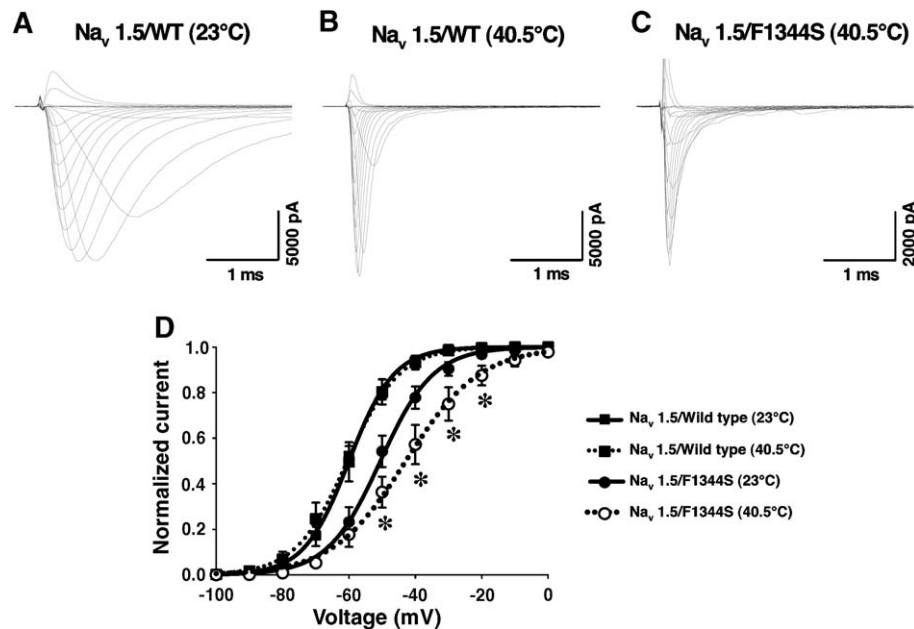 A Nav 1.5/WT (23°C)
B Nav 1.5/WT (40.5°C)
C Nav 1.5/F1344S (40.5°C)
5000 pA
1 ms
5000 pA
1 ms
2000 pA
1 ms
D
Normalized current
1.0
0.8
0.6
0.4
0.2
0.0
-100 -80 -60 -40 -20 0
Voltage (mV)
* * * *
Nav 1.5/Wild type (23°C)
Nav 1.5/Wild type (40.5°C)
Nav 1.5/F1344S (23°C)
Nav 1.5/F1344S (40.5°C)